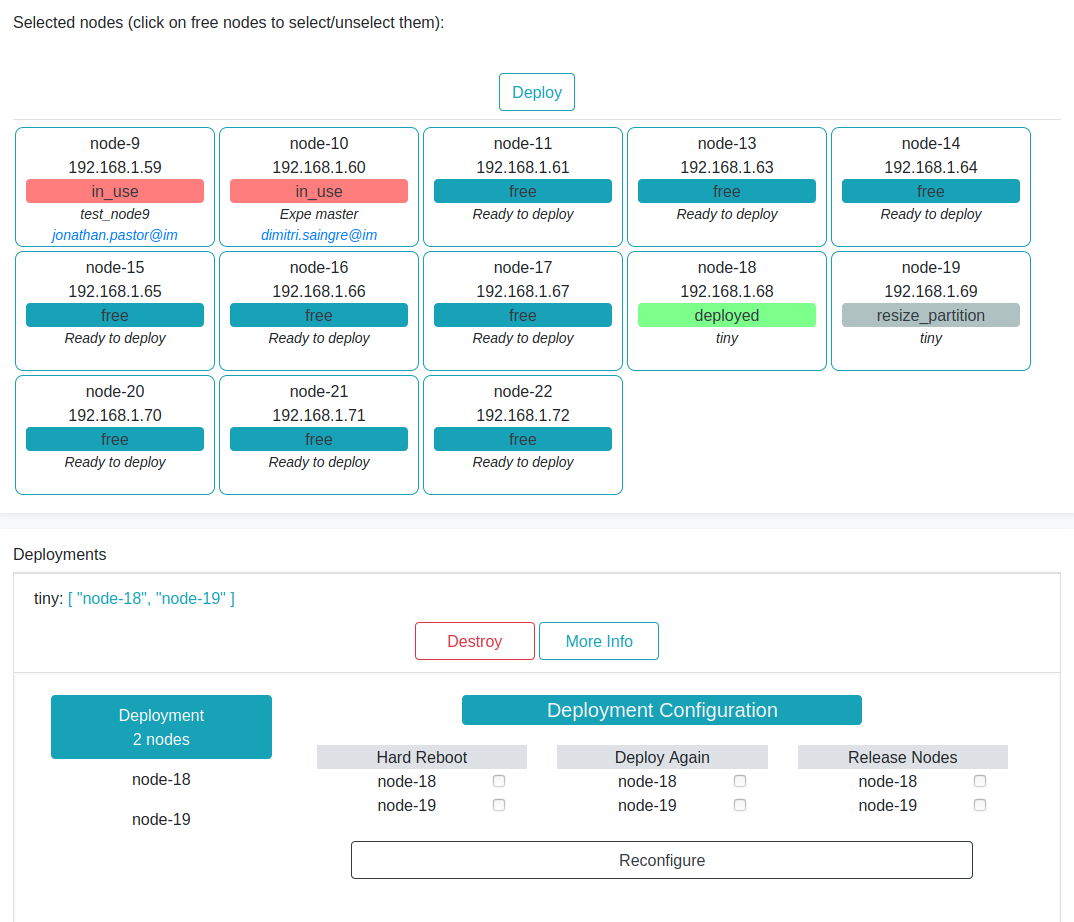 Selected nodes (click on free nodes to select/unselect them):
Deploy
node-9
192.168.1.59
in_use
test_node9
jonathan.pastor@im
node-10
192.168.1.60
in_use
Expe master
dimitri.saingre@im
node-11
192.168.1.61
free
Ready to deploy
node-13
192.168.1.63
free
Ready to deploy
node-14
192.168.1.64
free
Ready to deploy
node-15
192.168.1.65
free
Ready to deploy
node-16
192.168.1.66
free
Ready to deploy
node-17
192.168.1.67
free
Ready to deploy
node-18
192.168.1.68
deployed
tiny
node-19
192.168.1.69
resize_partition
tiny
node-20
192.168.1.70
free
Ready to deploy
node-21
192.168.1.71
free
Ready to deploy
node-22
192.168.1.72
free
Ready to deploy
Deployments
tiny: [ "node-18", "node-19" ]
Destroy
More Info
Deployment
2 nodes
node-18
node-19
Deployment Configuration
Hard Reboot
node-18
node-19
Deploy Again
node-18
node-19
Release Nodes
node-18
node-19
Reconfigure